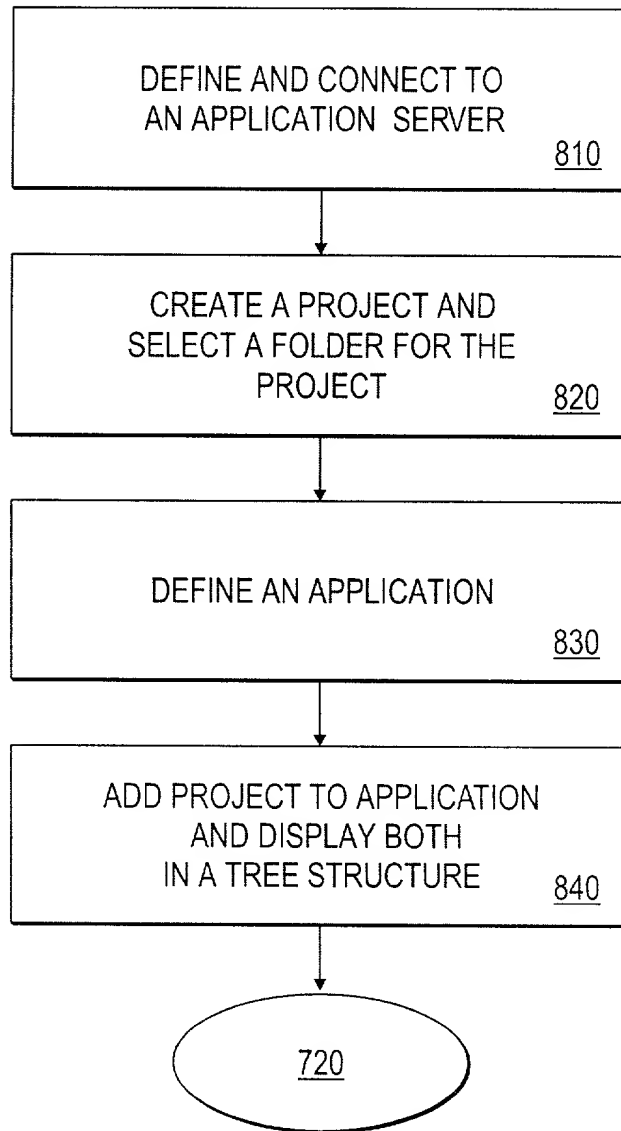 DEFINE AND CONNECT TO
AN APPLICATION SERVER
810
CREATE A PROJECT AND
SELECT A FOLDER FOR THE
PROJECT
820
DEFINE AN APPLICATION
830
ADD PROJECT TO APPLICATION
AND DISPLAY BOTH
IN A TREE STRUCTURE
840
720